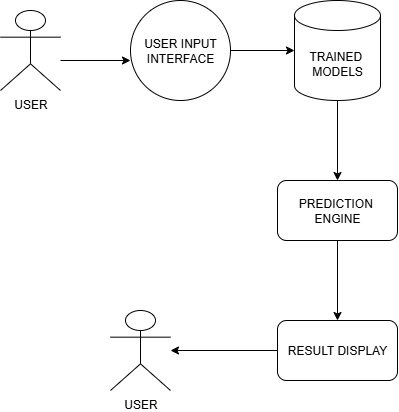 USER
USER INPUT
INTERFACE
TRAINED
MODELS
PREDICTION
ENGINE
RESULT DISPLAY
USER